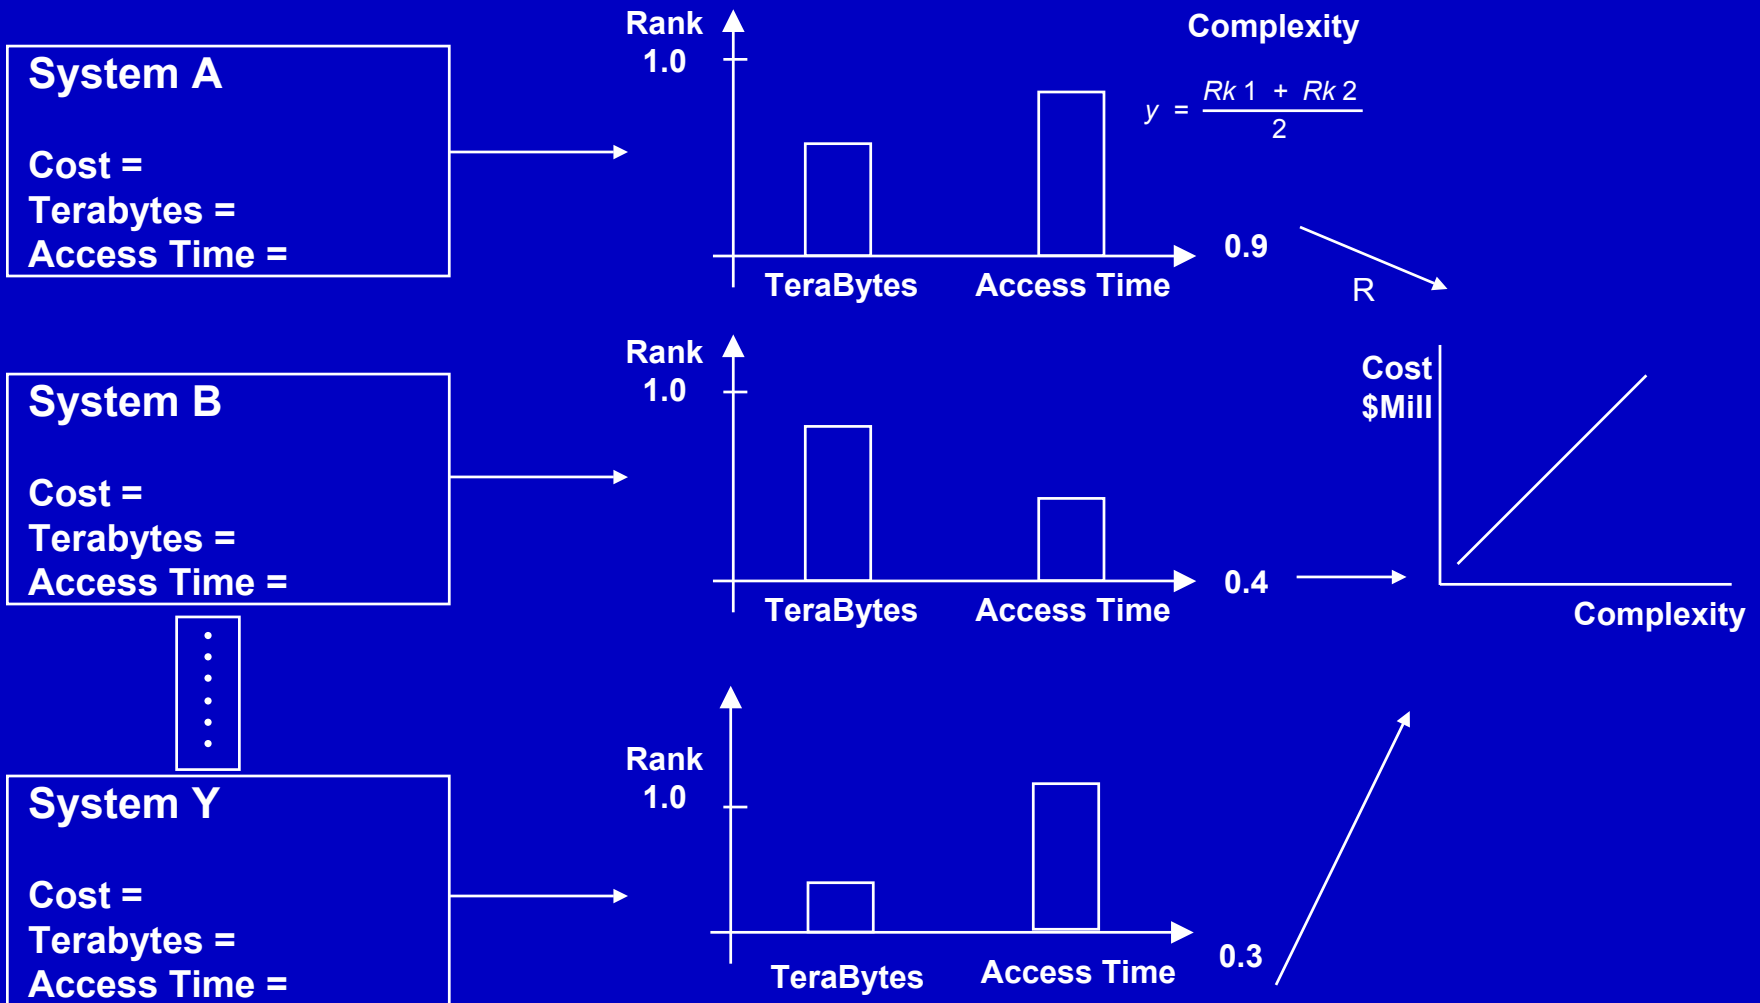 System A
Cost =
Terabytes =
Access Time =
Rank
1.0
TeraBytes Access Time
Complexity
y = Rk 1 + Rk 2
2
0.9
R
System B
Cost =
Terabytes =
Access Time =
Rank
1.0
TeraBytes Access Time
0.4
Cost
$Mill
Complexity
System Y
Cost =
Terabytes =
Access Time =
Rank
1.0
TeraBytes Access Time
0.3